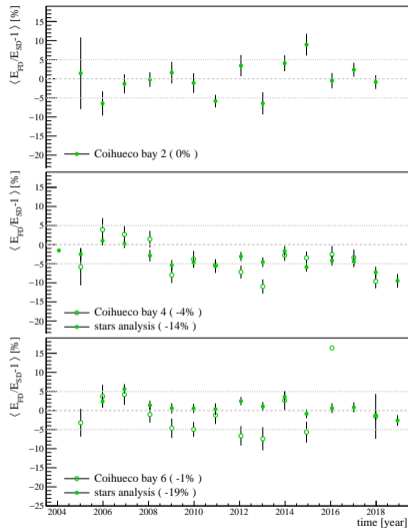 ⟨ E_FD/E_SD-1 ⟩ [%]
15
10
5
0
−5
−10
−15
−20
Coihueco bay 2 ( 0% )
⟨ E_FD/E_SD-1 ⟩ [%]
15
10
5
0
−5
−10
−15
−20
Coihueco bay 4 ( -4% )
stars analysis ( -14% )
⟨ E_FD/E_SD-1 ⟩ [%]
15
10
5
0
−5
−10
−15
−20
−25
Coihueco bay 6 ( -1% )
stars analysis ( -19% )
2004 2006 2008 2010 2012 2014 2016 2018
time [year]